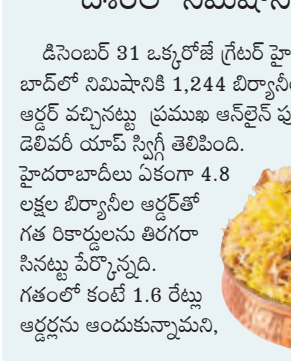 డిసెంబర్ 31 ఒక్కరోజే గ్రేటర్ హై
బాద్‌లో నిమిషానికి 1,244 బిర్యానీ
ఆర్డర్ వచ్చినట్టు ప్రముఖ ఆన్‌లైన్ ఫు
డెలివరీ యాప్ స్విగ్గీ తెలిపింది.
హైదరాబాదీలు ఏకంగా 4.8
లక్షల బిర్యానీల ఆర్డర్‌తో
గత రికార్డులను తిరగరా
సినట్టు పేర్కొన్నది.
గతంలో కంటే 1.6 రేట్లు
ఆర్డర్లను అందుకున్నామని,